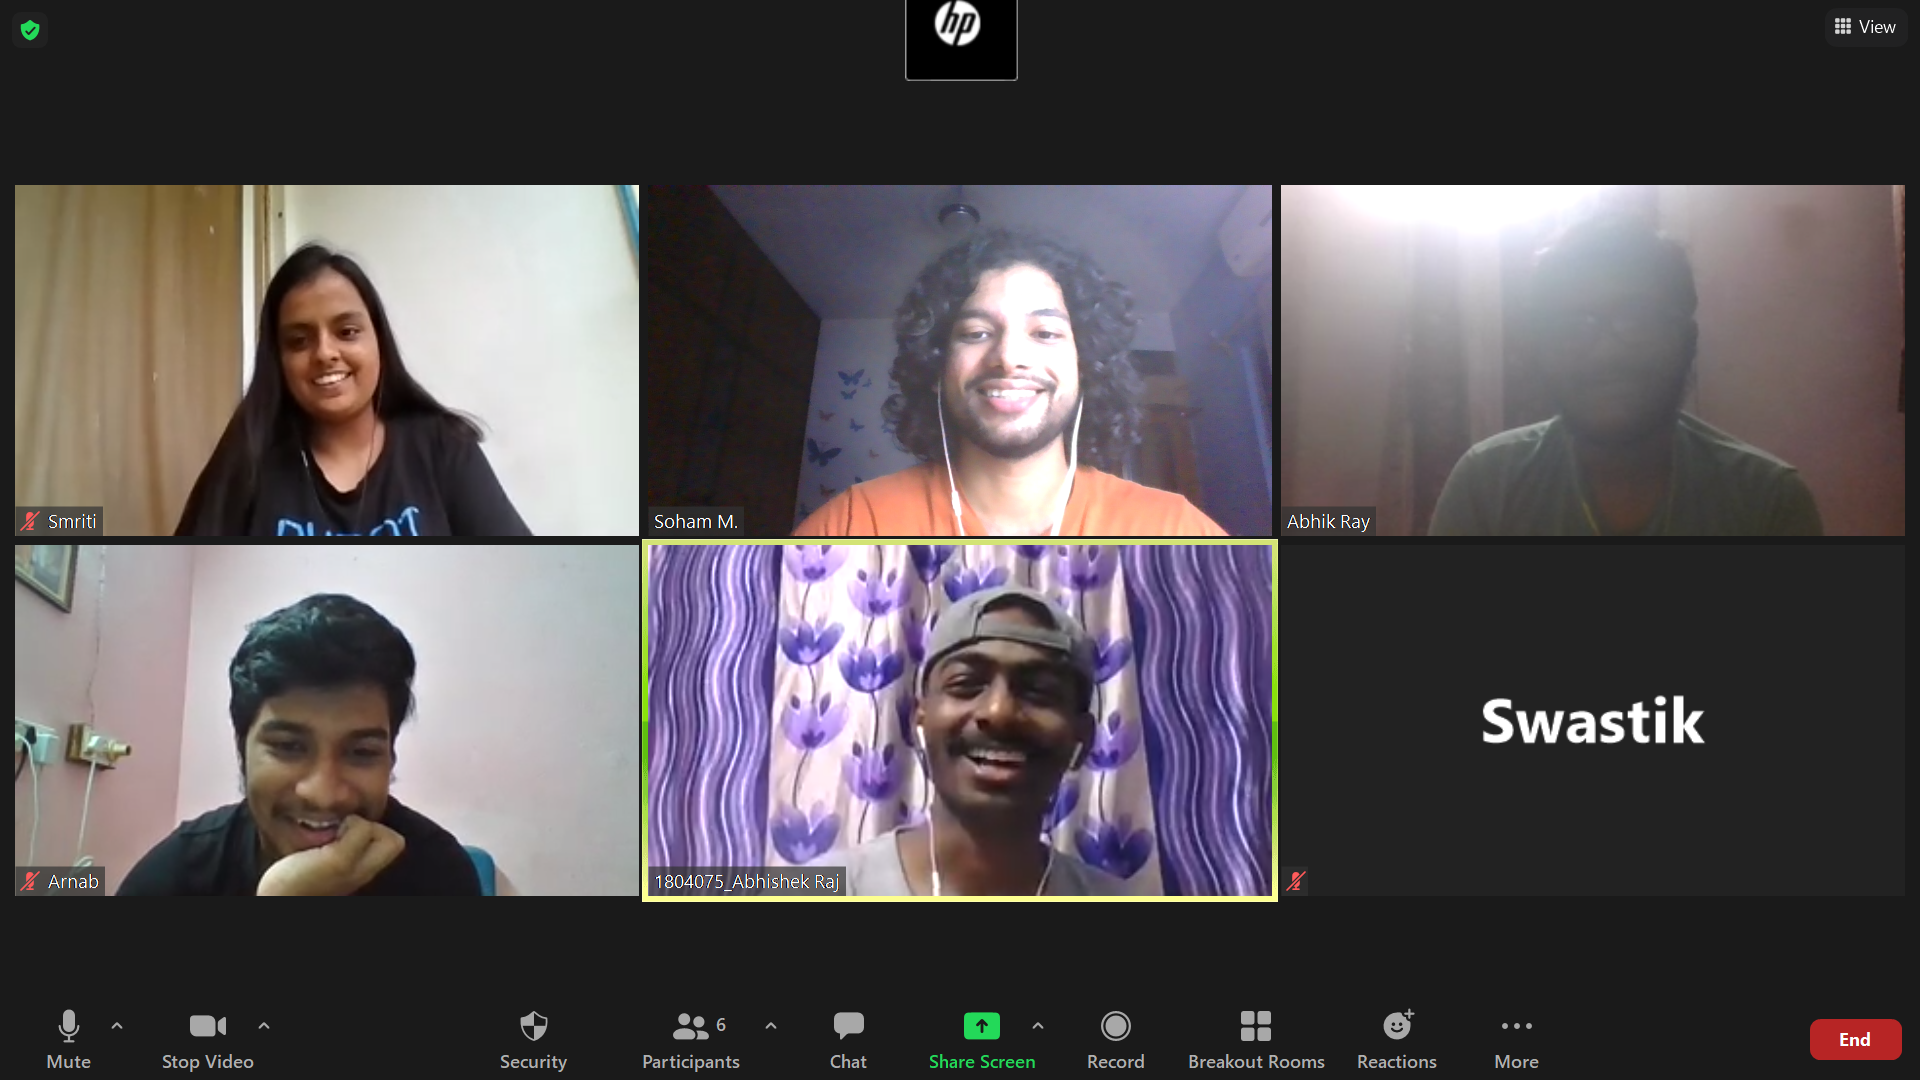 hp
View
Smriti
Soham M.
Abhik Ray
Arnab
1804075_Abhishek Raj
Swastik
Mute
Stop Video
Security
6
Participants
Chat
Share Screen
Record
Breakout Rooms
Reactions
More
End